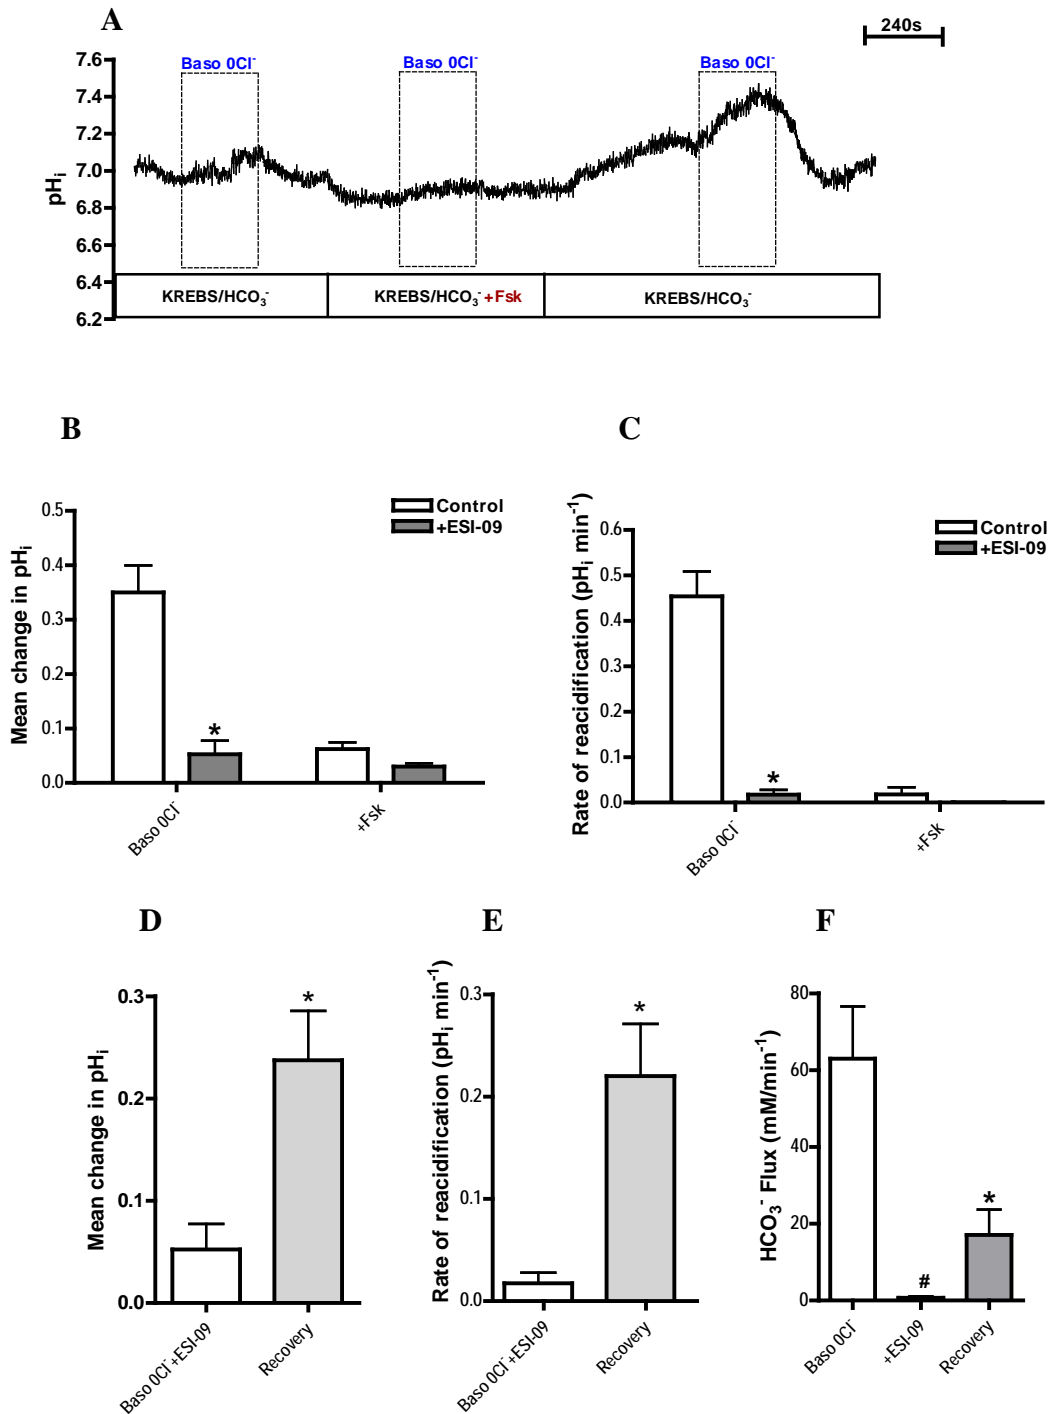 A
240s
Baso 0Cl⁻ Baso 0Cl⁻ Baso 0Cl⁻
pHᵢ
7.6
7.4
7.2
7.0
6.8
6.6
6.4
6.2
KREBS/HCO₃⁻ KREBS/HCO₃⁻ +Fsk KREBS/HCO₃⁻
B
Mean change in pHᵢ
0.5
0.4
0.3
0.2
0.1
0.0
Control
+ESI-09
*
Baso 0Cl⁻ +Fsk
C
Rate of reacidification (pHᵢ min⁻¹)
0.6
0.5
0.4
0.3
0.2
0.1
0.0
Control
+ESI-09
*
Baso 0Cl⁻ +Fsk
D
Mean change in pHᵢ
0.3
0.2
0.1
0.0
*
Baso 0Cl⁻ +ESI-09 Recovery
E
Rate of reacidification (pHᵢ min⁻¹)
0.3
0.2
0.1
0.0
*
Baso 0Cl⁻ +ESI-09 Recovery
F
HCO₃⁻ Flux (mM/min⁻¹)
80
60
40
20
0
#
*
Baso 0Cl⁻ +ESI-09 Recovery